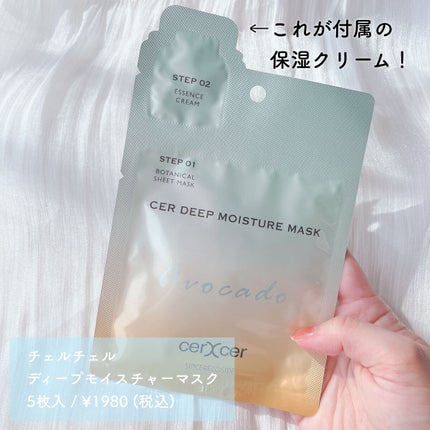 ←これが付属の
保湿クリーム！
STEP 02
ESSENCE
CREAM
STEP 01
BOTANICAL
SHEET MASK
CER DEEP MOISTURE MASK
Avocado
cerXcer
チェルチェル
ディープモイスチャーマスク
5枚入 / ¥1980 (税込)